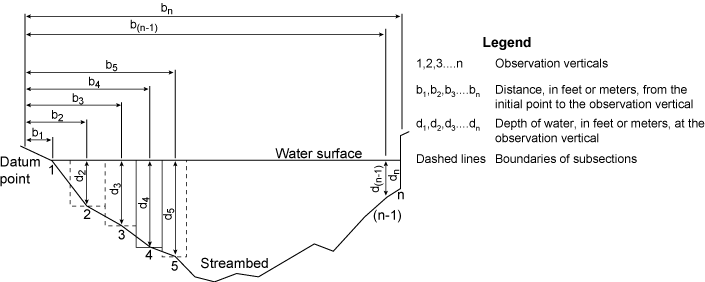 bn
b(n-1)
b5
b4
b3
b2
b1
Datum
point
Water surface
d2
d3
d4
d5
d(n-1)
dn
1
2
3
4
5
(n-1)
n
Streambed
Legend
1,2,3....n Observation verticals
b1,b2,b3....bn Distance, in feet or meters, from the
initial point to the observation vertical
d1,d2,d3....dn Depth of water, in feet or meters, at the
observation vertical
Dashed lines Boundaries of subsections